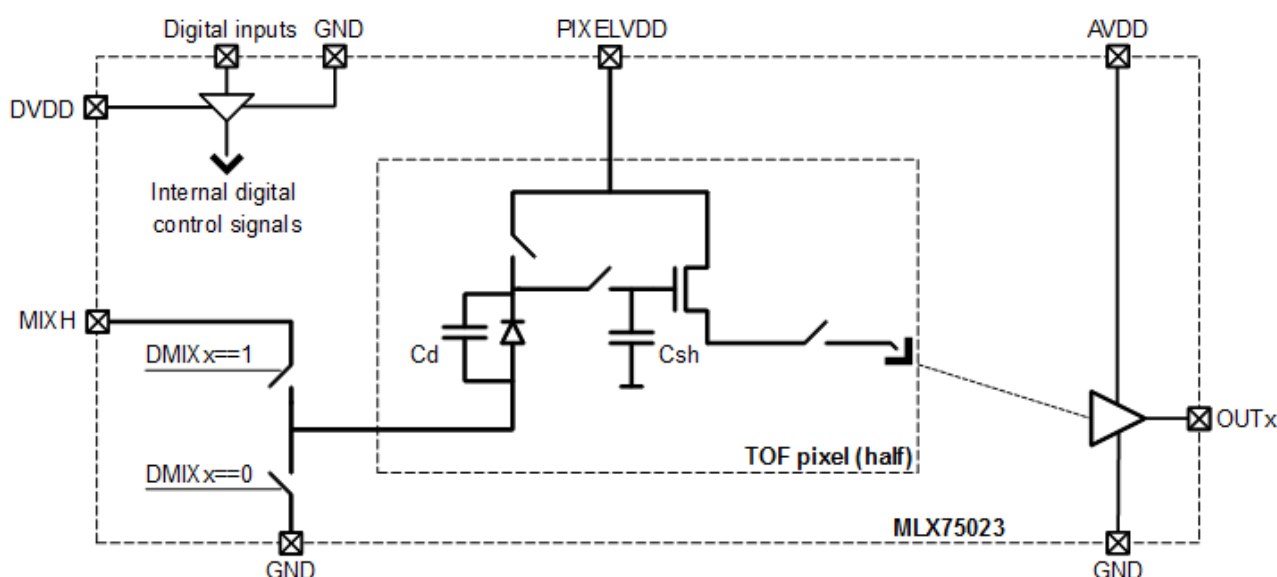 Digital inputs
GND
PIXELVDD
AVDD
DVDD
Internal digital
control signals
MIXH
DMIXx==1
Cd
Csh
OUTx
DMIXx==0
TOF pixel (half)
MLX75023
GND
GND